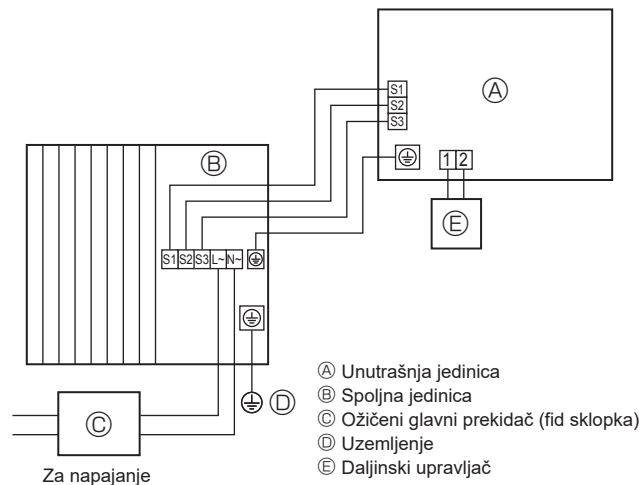 S1
S2
S3
Ⓐ
1 2
Ⓔ
Ⓑ
S1 S2 S3 L~ N~
Ⓓ
Ⓒ
Za napajanje
Ⓐ Unutrašnja jedinica
Ⓑ Spoljna jedinica
Ⓒ Ožičeni glavni prekidač (fid sklopka)
Ⓓ Uzemljenje
Ⓔ Daljinski upravljač